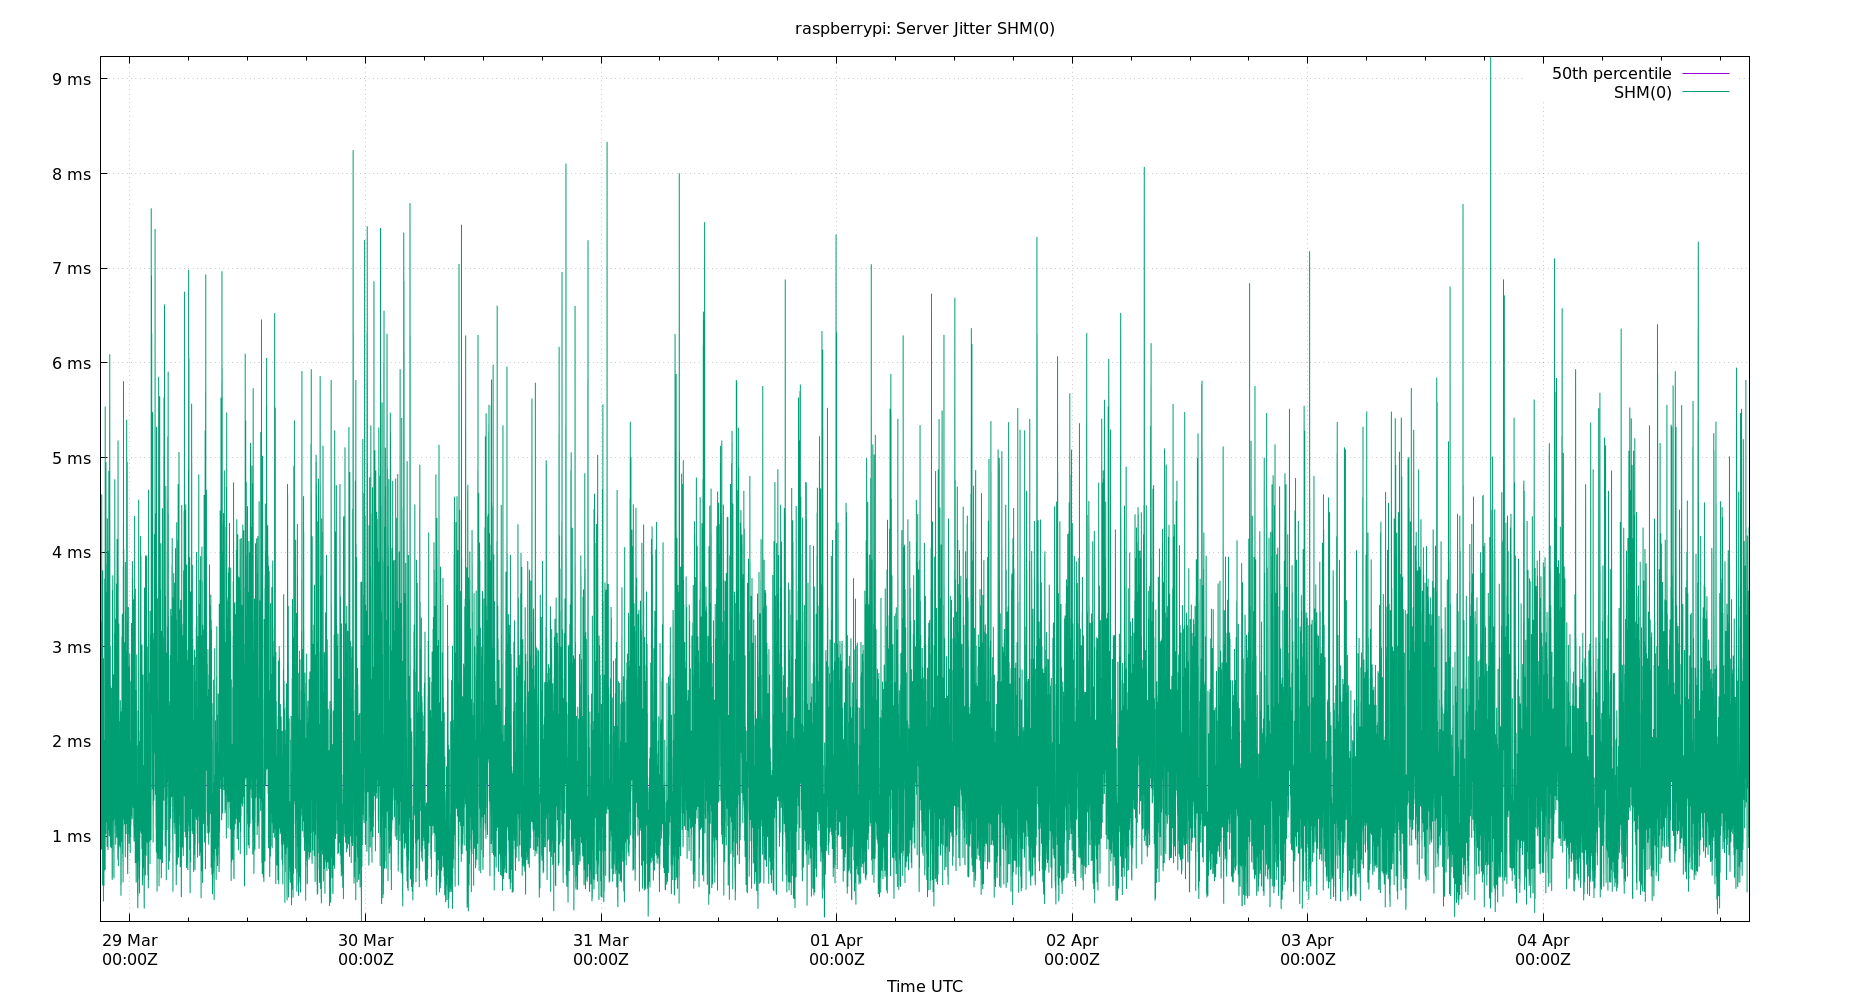 raspberrypi: Server Jitter SHM(0)
50th percentile
SHM(0)
9 ms
8 ms
7 ms
6 ms
5 ms
4 ms
3 ms
2 ms
1 ms
29 Mar 30 Mar 31 Mar 01 Apr 02 Apr 03 Apr 04 Apr
00:00Z 00:00Z 00:00Z 00:00Z 00:00Z 00:00Z 00:00Z
Time UTC